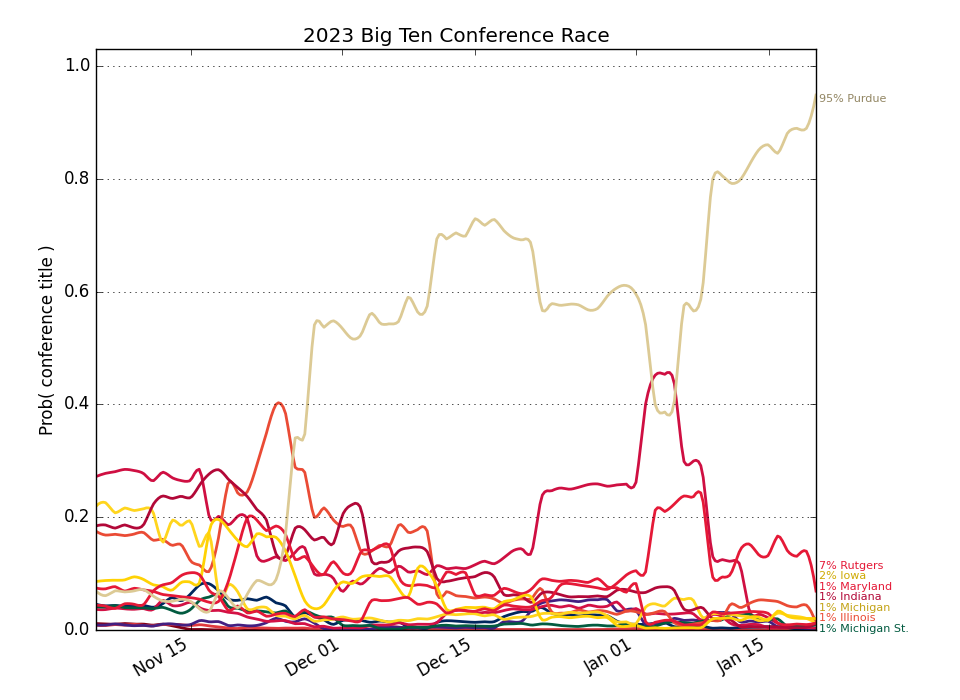 2023 Big Ten Conference Race
1.0
0.8
0.6
0.4
0.2
0.0
Prob( conference title )
95% Purdue
7% Rutgers
2% Iowa
1% Maryland
1% Indiana
1% Michigan
1% Illinois
1% Michigan St.
Nov 15
Dec 01
Dec 15
Jan 01
Jan 15